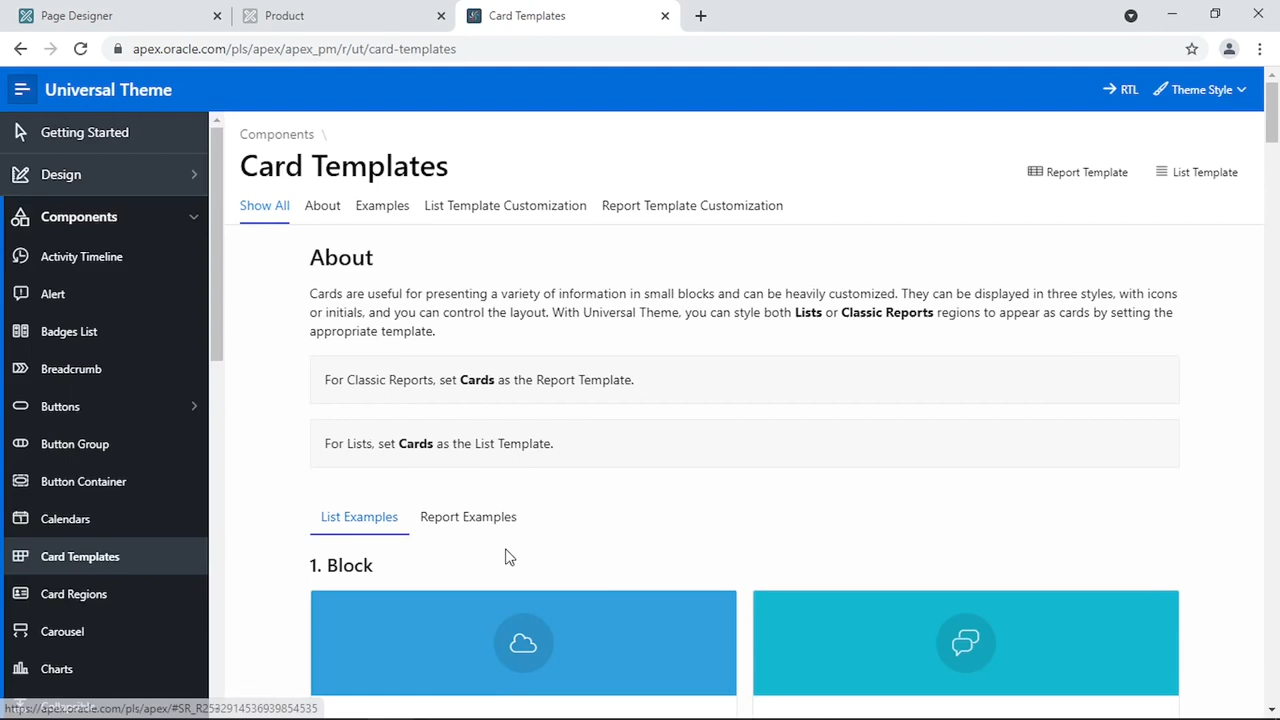 Page Designer
Product
Card Templates
apex.oracle.com/pls/apex/apex_pm/r/ut/card-templates
Universal Theme
RTL
Theme Style
Getting Started
Design
Components
Activity Timeline
Alert
Badges List
Breadcrumb
Buttons
Button Group
Button Container
Calendars
Card Templates
Card Regions
Carousel
Charts
Collapsible
https://apex.oracle.com/pls/apex/#SR_R2532914536939854535
Components \
Card Templates
Report Template
List Template
Show All
About
Examples
List Template Customization
Report Template Customization
About
Cards are useful for presenting a variety of information in small blocks and can be heavily customized. They can be displayed in three styles, with icons
or initials, and you can control the layout. With Universal Theme, you can style both Lists or Classic Reports regions to appear as cards by setting the
appropriate template.
For Classic Reports, set Cards as the Report Template.
For Lists, set Cards as the List Template.
List Examples
Report Examples
1. Block